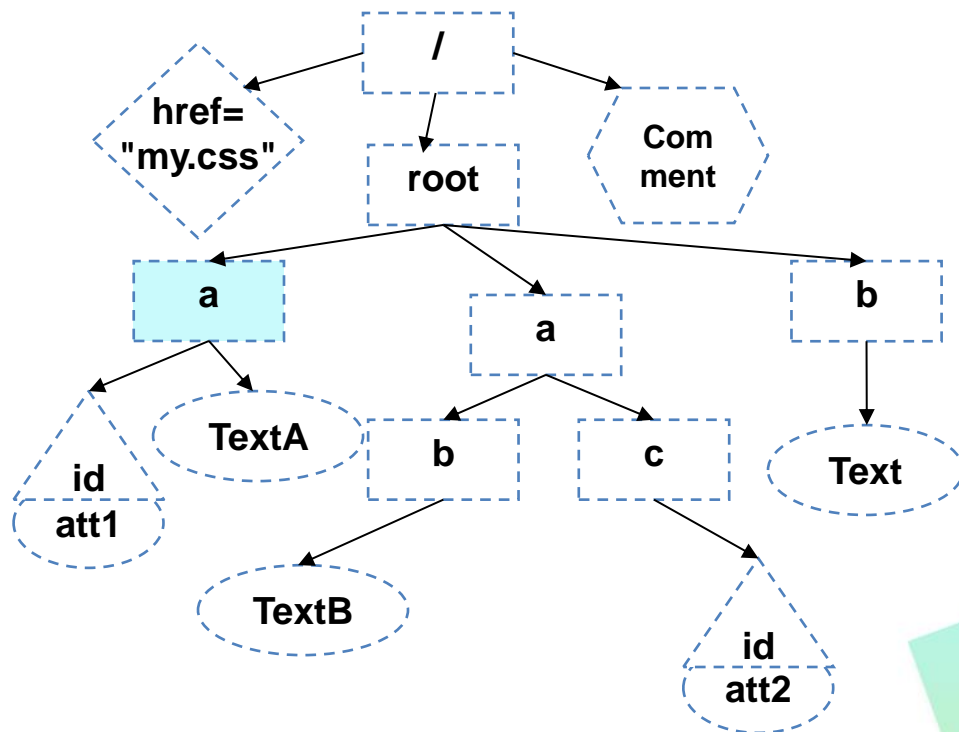 /
href=
"my.css"
Com
ment
root
a
a
b
TextA
b
c
Text
id
att1
TextB
id
att2